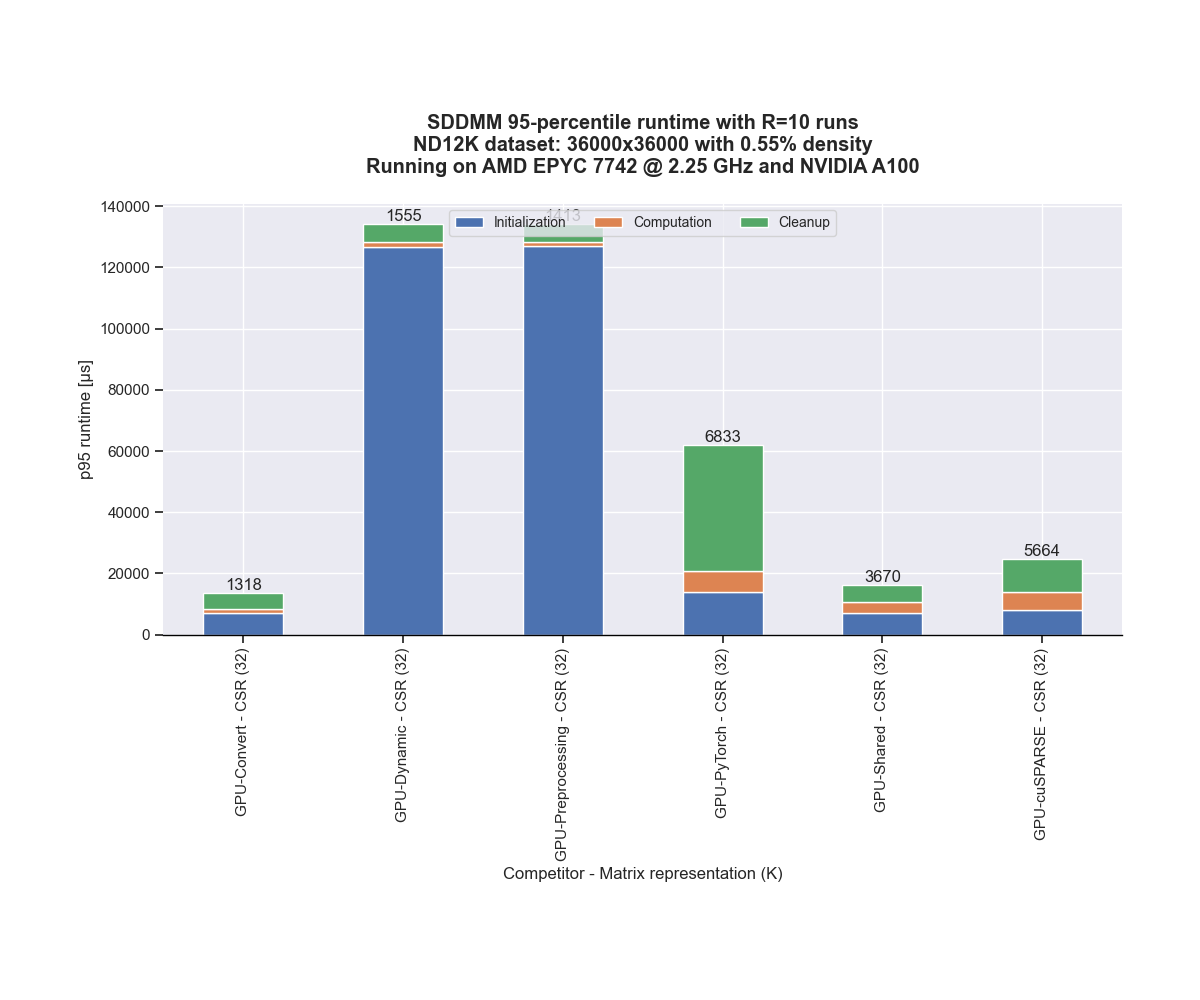 SDDMM 95-percentile runtime with R=10 runs
ND12K dataset: 36000x36000 with 0.55% density
Running on AMD EPYC 7742 @ 2.25 GHz and NVIDIA A100
p95 runtime [µs]
140000
120000
100000
80000
60000
40000
20000
0
Initialization
Computation
Cleanup
1318
1555
1413
6833
3670
5664
GPU-Convert - CSR (32)
GPU-Dynamic - CSR (32)
GPU-Preprocessing - CSR (32)
GPU-PyTorch - CSR (32)
GPU-Shared - CSR (32)
GPU-cuSPARSE - CSR (32)
Competitor - Matrix representation (K)